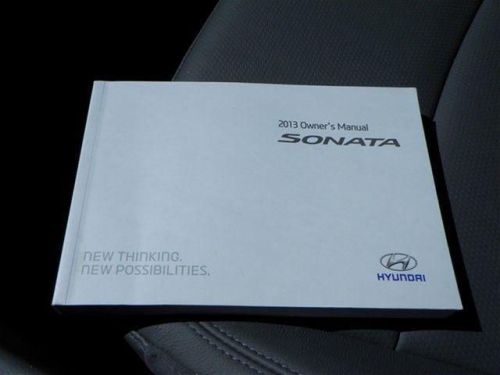 2013 Owner's Manual
SONATA
NEW THINKING.
NEW POSSIBILITIES.
HYUNDAI